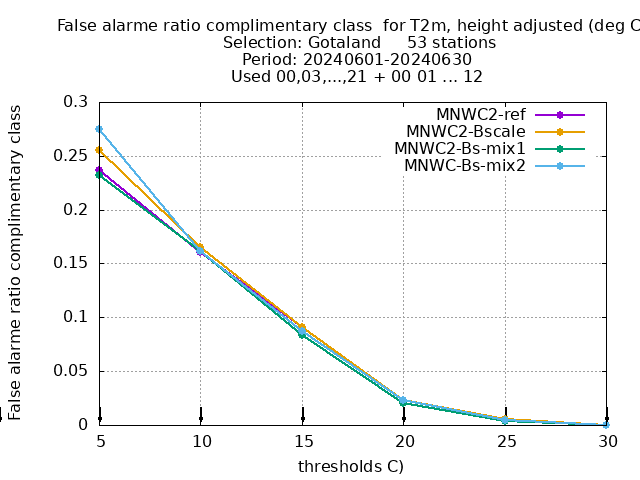 False alarme ratio complimentary class for T2m, height adjusted (deg C
Selection: Gotaland 53 stations
Period: 20240601-20240630
Used 00,03,...,21 + 00 01 ... 12
MNWC2-ref
MNWC2-Bscale
MNWC2-Bs-mix1
MNWC-Bs-mix2
False alarme ratio complimentary class
0.3
0.25
0.2
0.15
0.1
0.05
0
5 10 15 20 25 30
thresholds C)